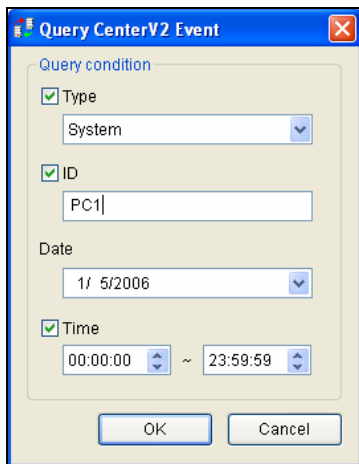 Query CenterV2 Event
Query condition
Type
System
ID
PC1
Date
1/ 5/2006
Time
00:00:00 ~ 23:59:59
OK Cancel